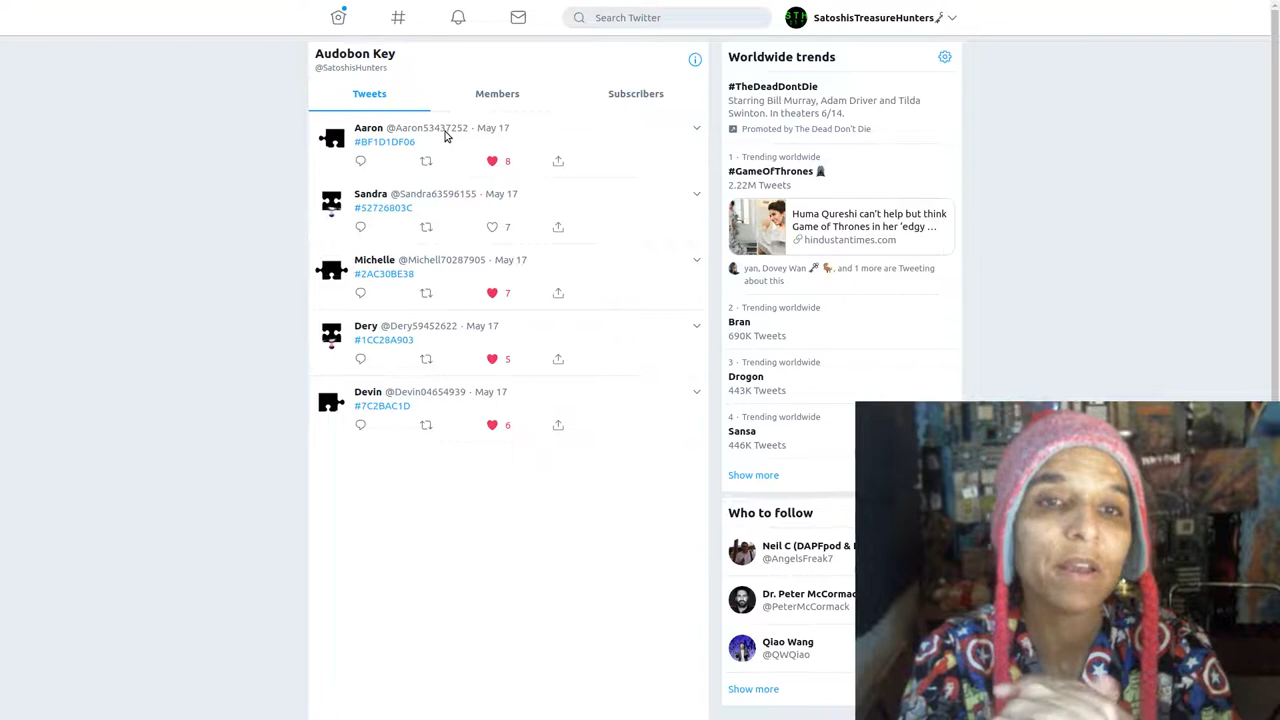 Search Twitter
SatoshisTreasureHunters
Audobon Key
@SatoshisHunters
Tweets Members Subscribers
Aaron @Aaron53437252 · May 17
#BF1D1DF06
8
Sandra @Sandra63596155 · May 17
#52726803C
7
Michelle @Michell70287905 · May 17
#2AC30BE38
7
Dery @Dery59452622 · May 17
#1CC28A903
5
Devin @Devin04654939 · May 17
#7C2BAC1D
6
Worldwide trends
#TheDeadDontDie
Starring Bill Murray, Adam Driver and Tilda
Swinton. In theaters 6/14.
Promoted by The Dead Don't Die
1 · Trending worldwide
#GameOfThrones
2.22M Tweets
Huma Qureshi can't help but think
Game of Thrones in her 'edgy ...
hindustantimes.com
yan, Dovey Wan and 1 more are Tweeting
about this
2 · Trending worldwide
Bran
690K Tweets
3 · Trending worldwide
Drogon
443K Tweets
4 · Trending worldwide
Sansa
446K Tweets
Show more
Who to follow
Neil C (DAPFpod &
@AngelsFreak7
Dr. Peter McCormac
@PeterMcCormack
Qiao Wang
@QWQiao
Show more